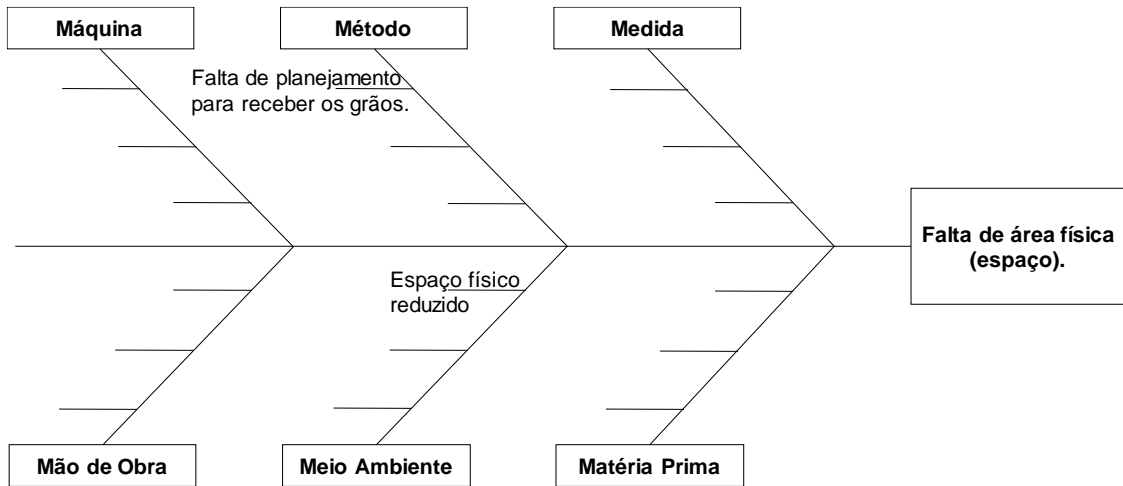 Máquina
Método
Medida
Falta de planejamento
para receber os grãos.
Falta de área física
(espaço).
Espaço físico
reduzido
Mão de Obra
Meio Ambiente
Matéria Prima